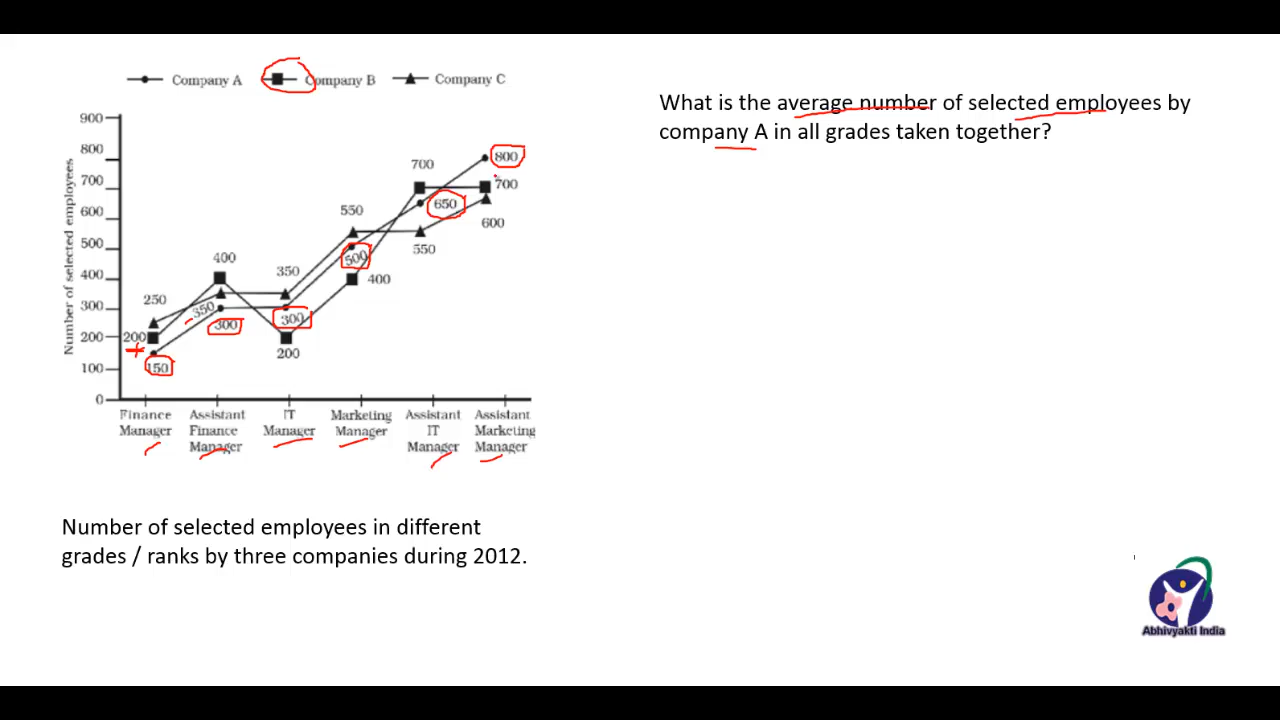 Company A Company B Company C
What is the average number of selected employees by
company A in all grades taken together?
Number of selected employees
900
800
700
600
500
400
300
200
100
0
800
700
700
650
600
550
550
500
400
400
350
350
300
300
250
200
200
150
Finance
Manager
Assistant
Finance
Manager
IT
Manager
Marketing
Manager
Assistant
IT
Manager
Assistant
Marketing
Manager
Number of selected employees in different
grades / ranks by three companies during 2012.
Abhivyakti India